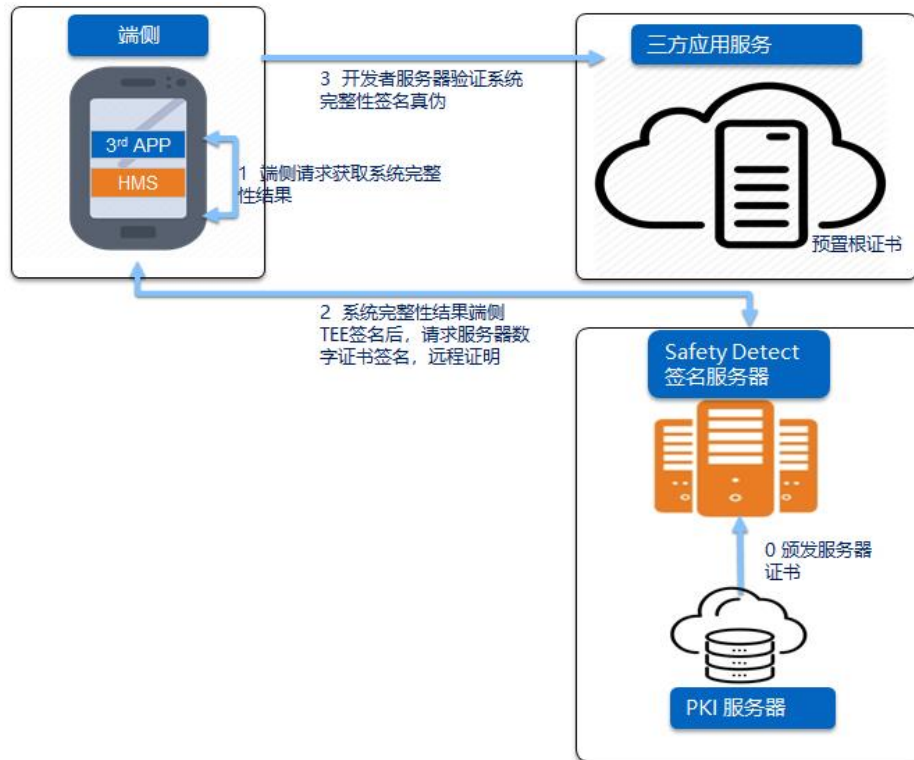 端侧
三方应用服务
3 开发者服务器验证系统
完整性签名真伪
3rd APP
HMS
1 端侧请求获取系统完整
性结果
预置根证书
2 系统完整性结果端侧
TEE签名后，请求服务器数
字证书签名，远程证明
Safety Detect
签名服务器
0 颁发服务器
证书
PKI 服务器